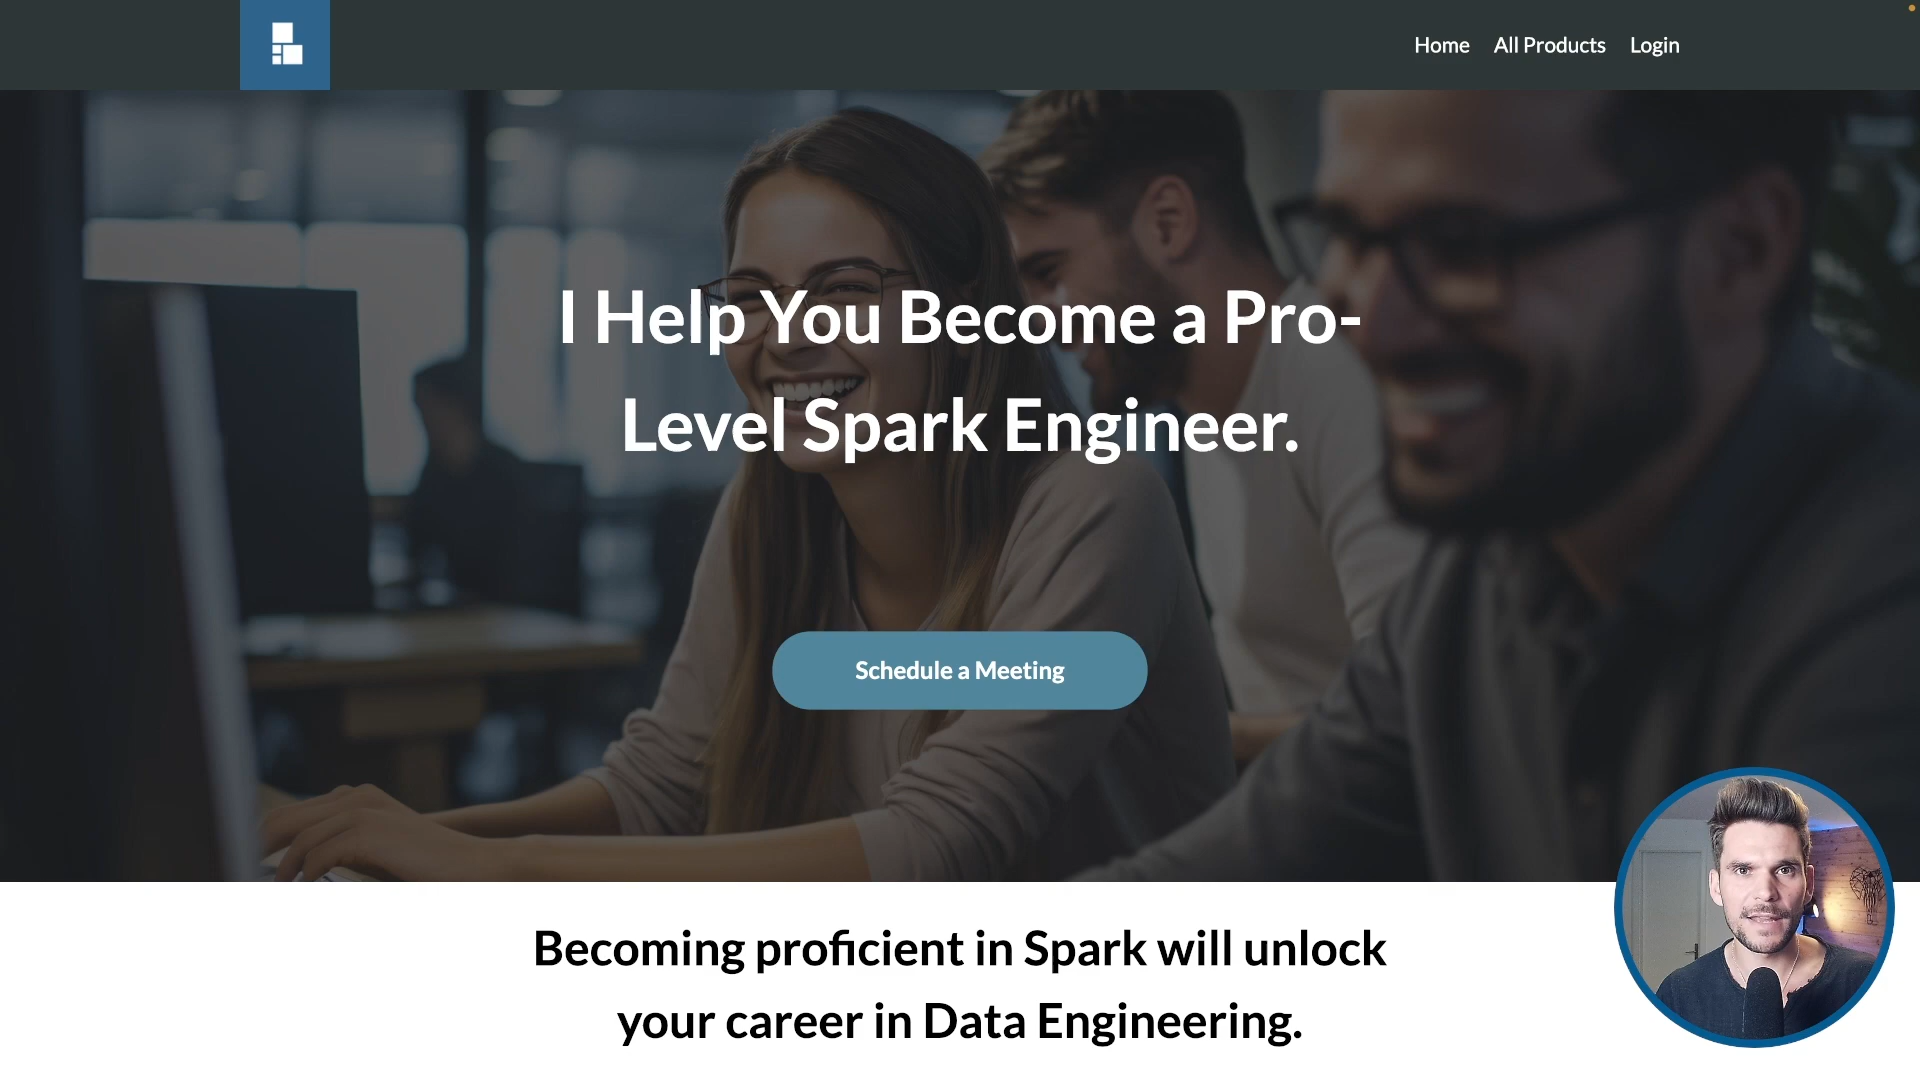 Home All Products Login
I Help You Become a Pro-
Level Spark Engineer.
Schedule a Meeting
Becoming proficient in Spark will unlock
your career in Data Engineering.